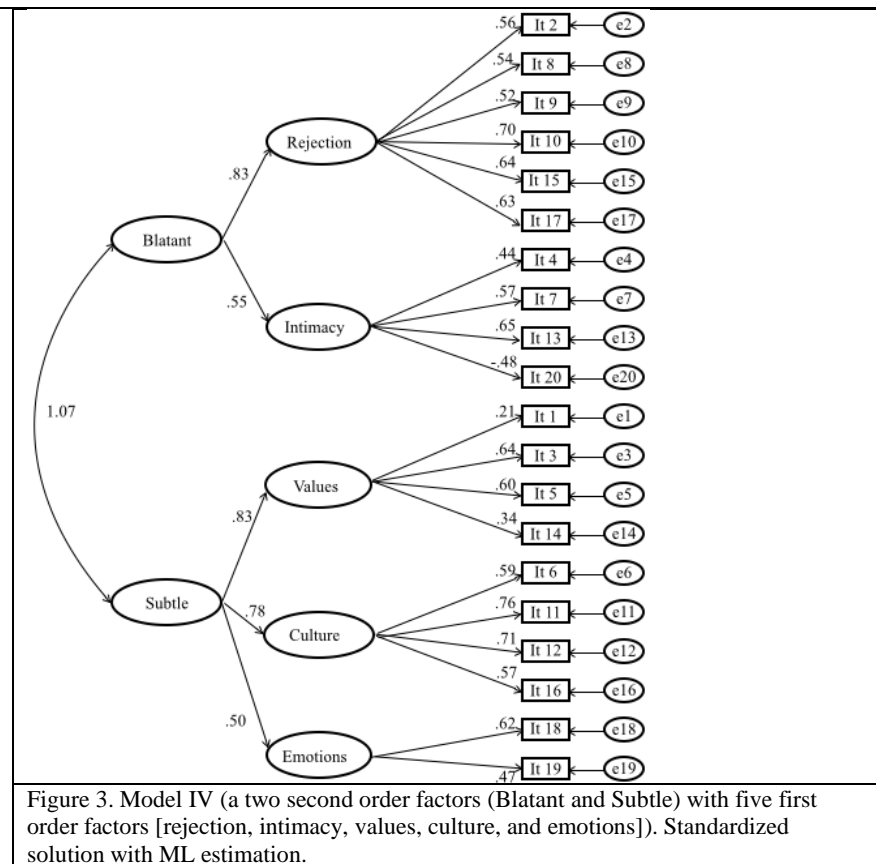 .56 It 2 e2
.54 It 8 e8
.52 It 9 e9
Rejection .70 It 10 e10
.83 .64 It 15 e15
.63 It 17 e17
Blatant .44 It 4 e4
.57 It 7 e7
.55 Intimacy .65 It 13 e13
-.48 It 20 e20
1.07 .21 It 1 e1
.64 It 3 e3
Values .60 It 5 e5
.83 .34 It 14 e14
.59 It 6 e6
Subtle .78 .76 It 11 e11
Culture .71 It 12 e12
.57 It 16 e16
.50 .62 It 18 e18
Emotions .47 It 19 e19
Figure 3. Model IV (a two second order factors (Blatant and Subtle) with five first
order factors [rejection, intimacy, values, culture, and emotions]). Standardized
solution with ML estimation.